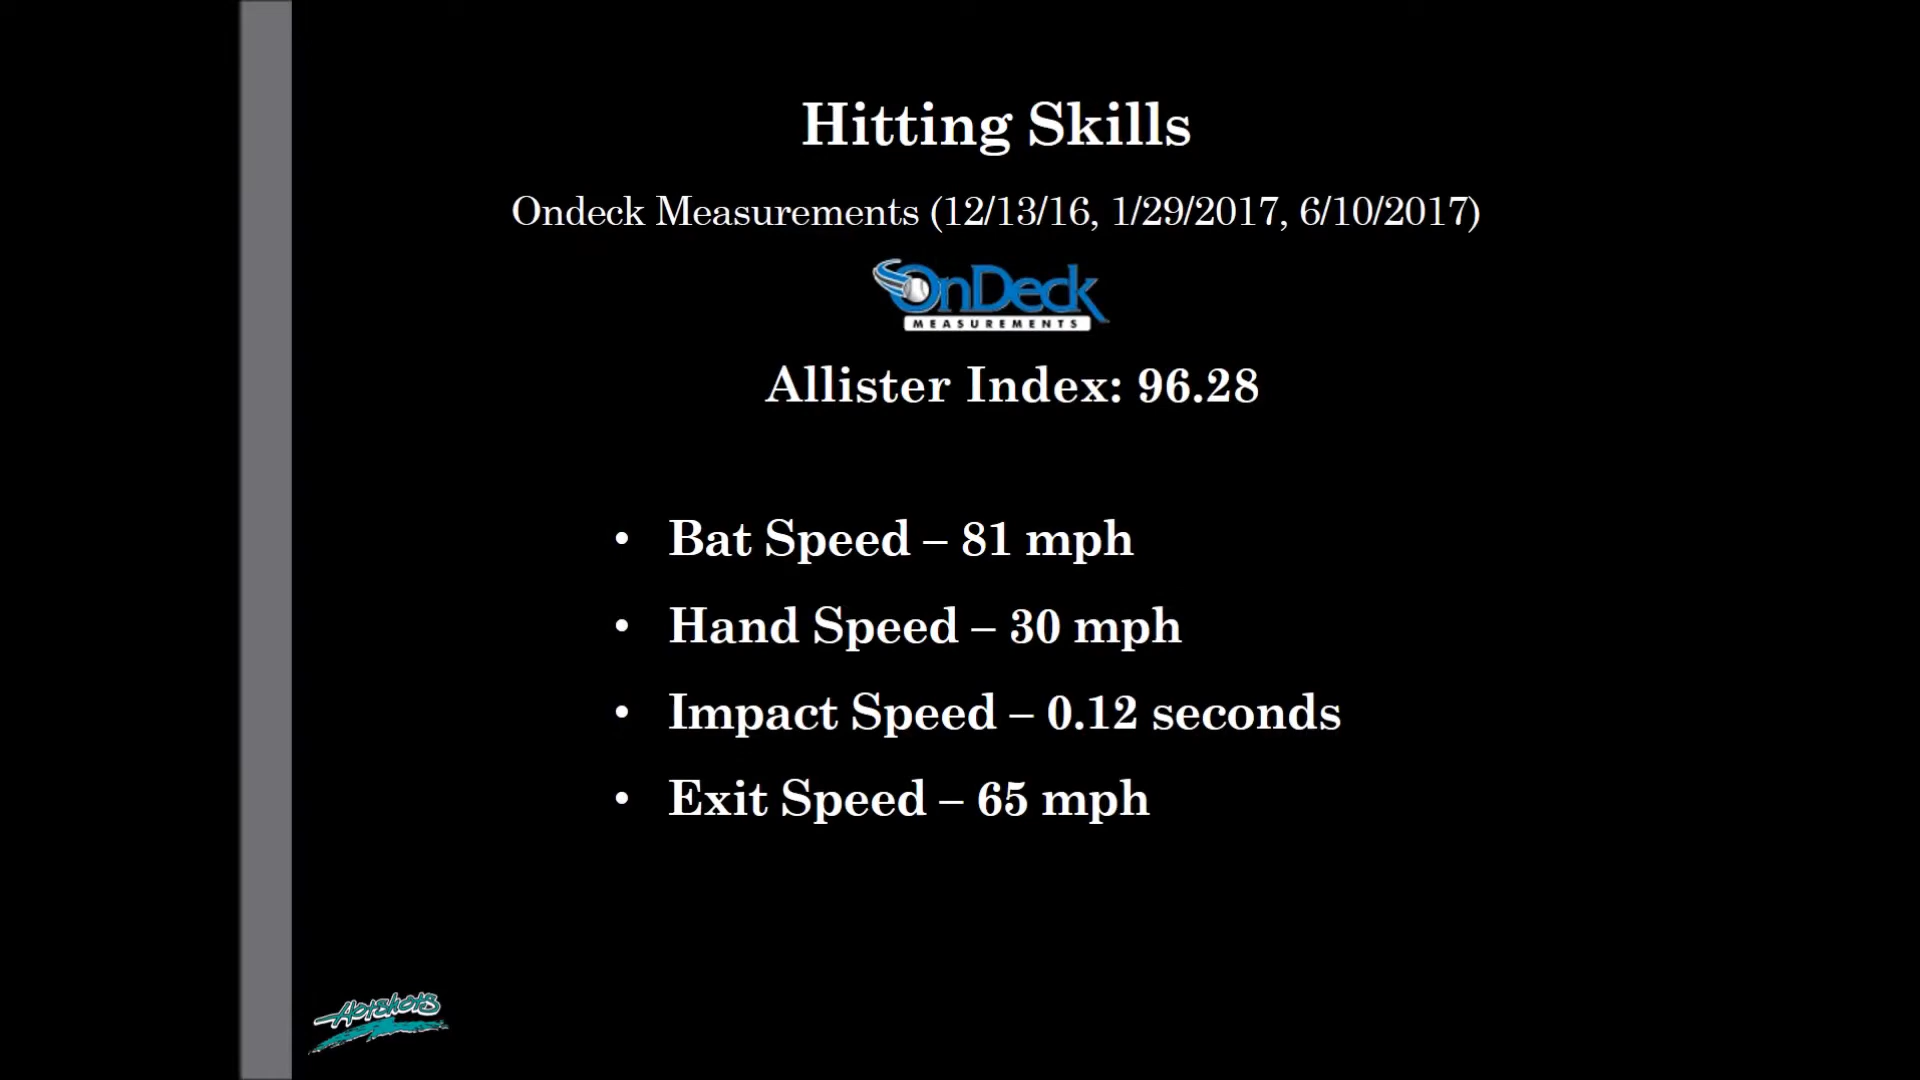 Hitting Skills
Ondeck Measurements (12/13/16, 1/29/2017, 6/10/2017)
OnDeck
MEASUREMENTS
Allister Index: 96.28
• Bat Speed – 81 mph
• Hand Speed – 30 mph
• Impact Speed – 0.12 seconds
• Exit Speed – 65 mph
Hotshots